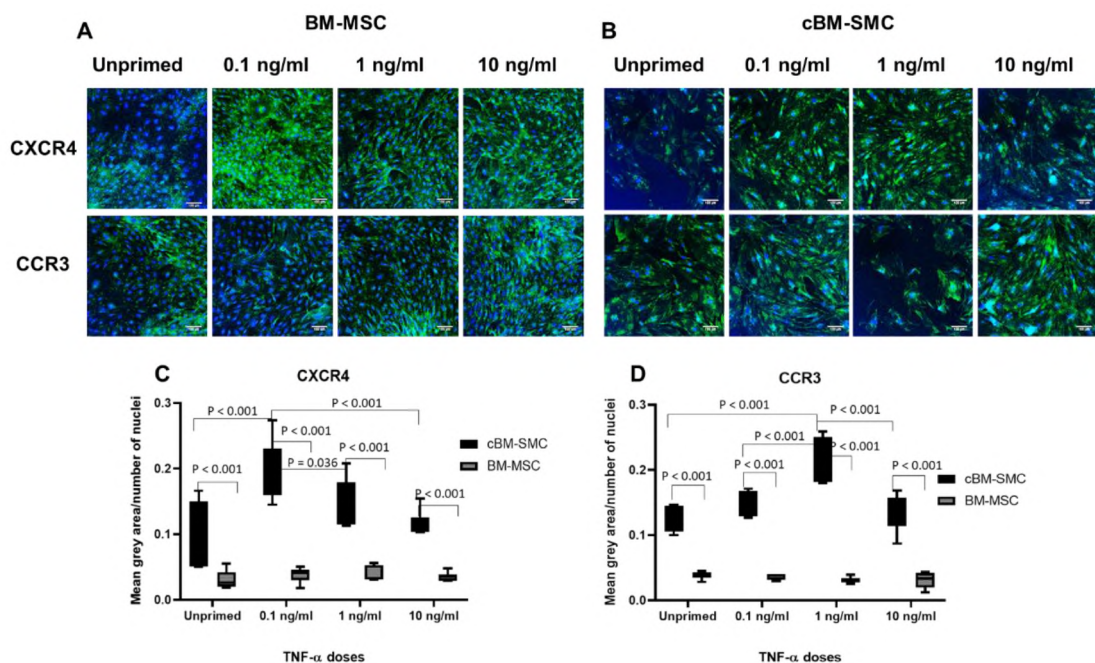 A
BM-MSC
B
cBM-SMC
Unprimed 0.1 ng/ml 1 ng/ml 10 ng/ml
Unprimed 0.1 ng/ml 1 ng/ml 10 ng/ml
CXCR4
CCR3
C
CXCR4
Mean grey area/number of nuclei
0.3
0.2
0.1
0.0
P < 0.001
P < 0.001
P < 0.001
P < 0.001
P < 0.001
P = 0.036
P < 0.001
cBM-SMC
BM-MSC
Unprimed 0.1 ng/ml 1 ng/ml 10 ng/ml
TNF-α doses
D
CCR3
Mean grey area/number of nuclei
0.3
0.2
0.1
0.0
P < 0.001
P < 0.001
P < 0.001
P < 0.001
P < 0.001
P < 0.001
P < 0.001
cBM-SMC
BM-MSC
Unprimed 0.1 ng/ml 1 ng/ml 10 ng/ml
TNF-α doses